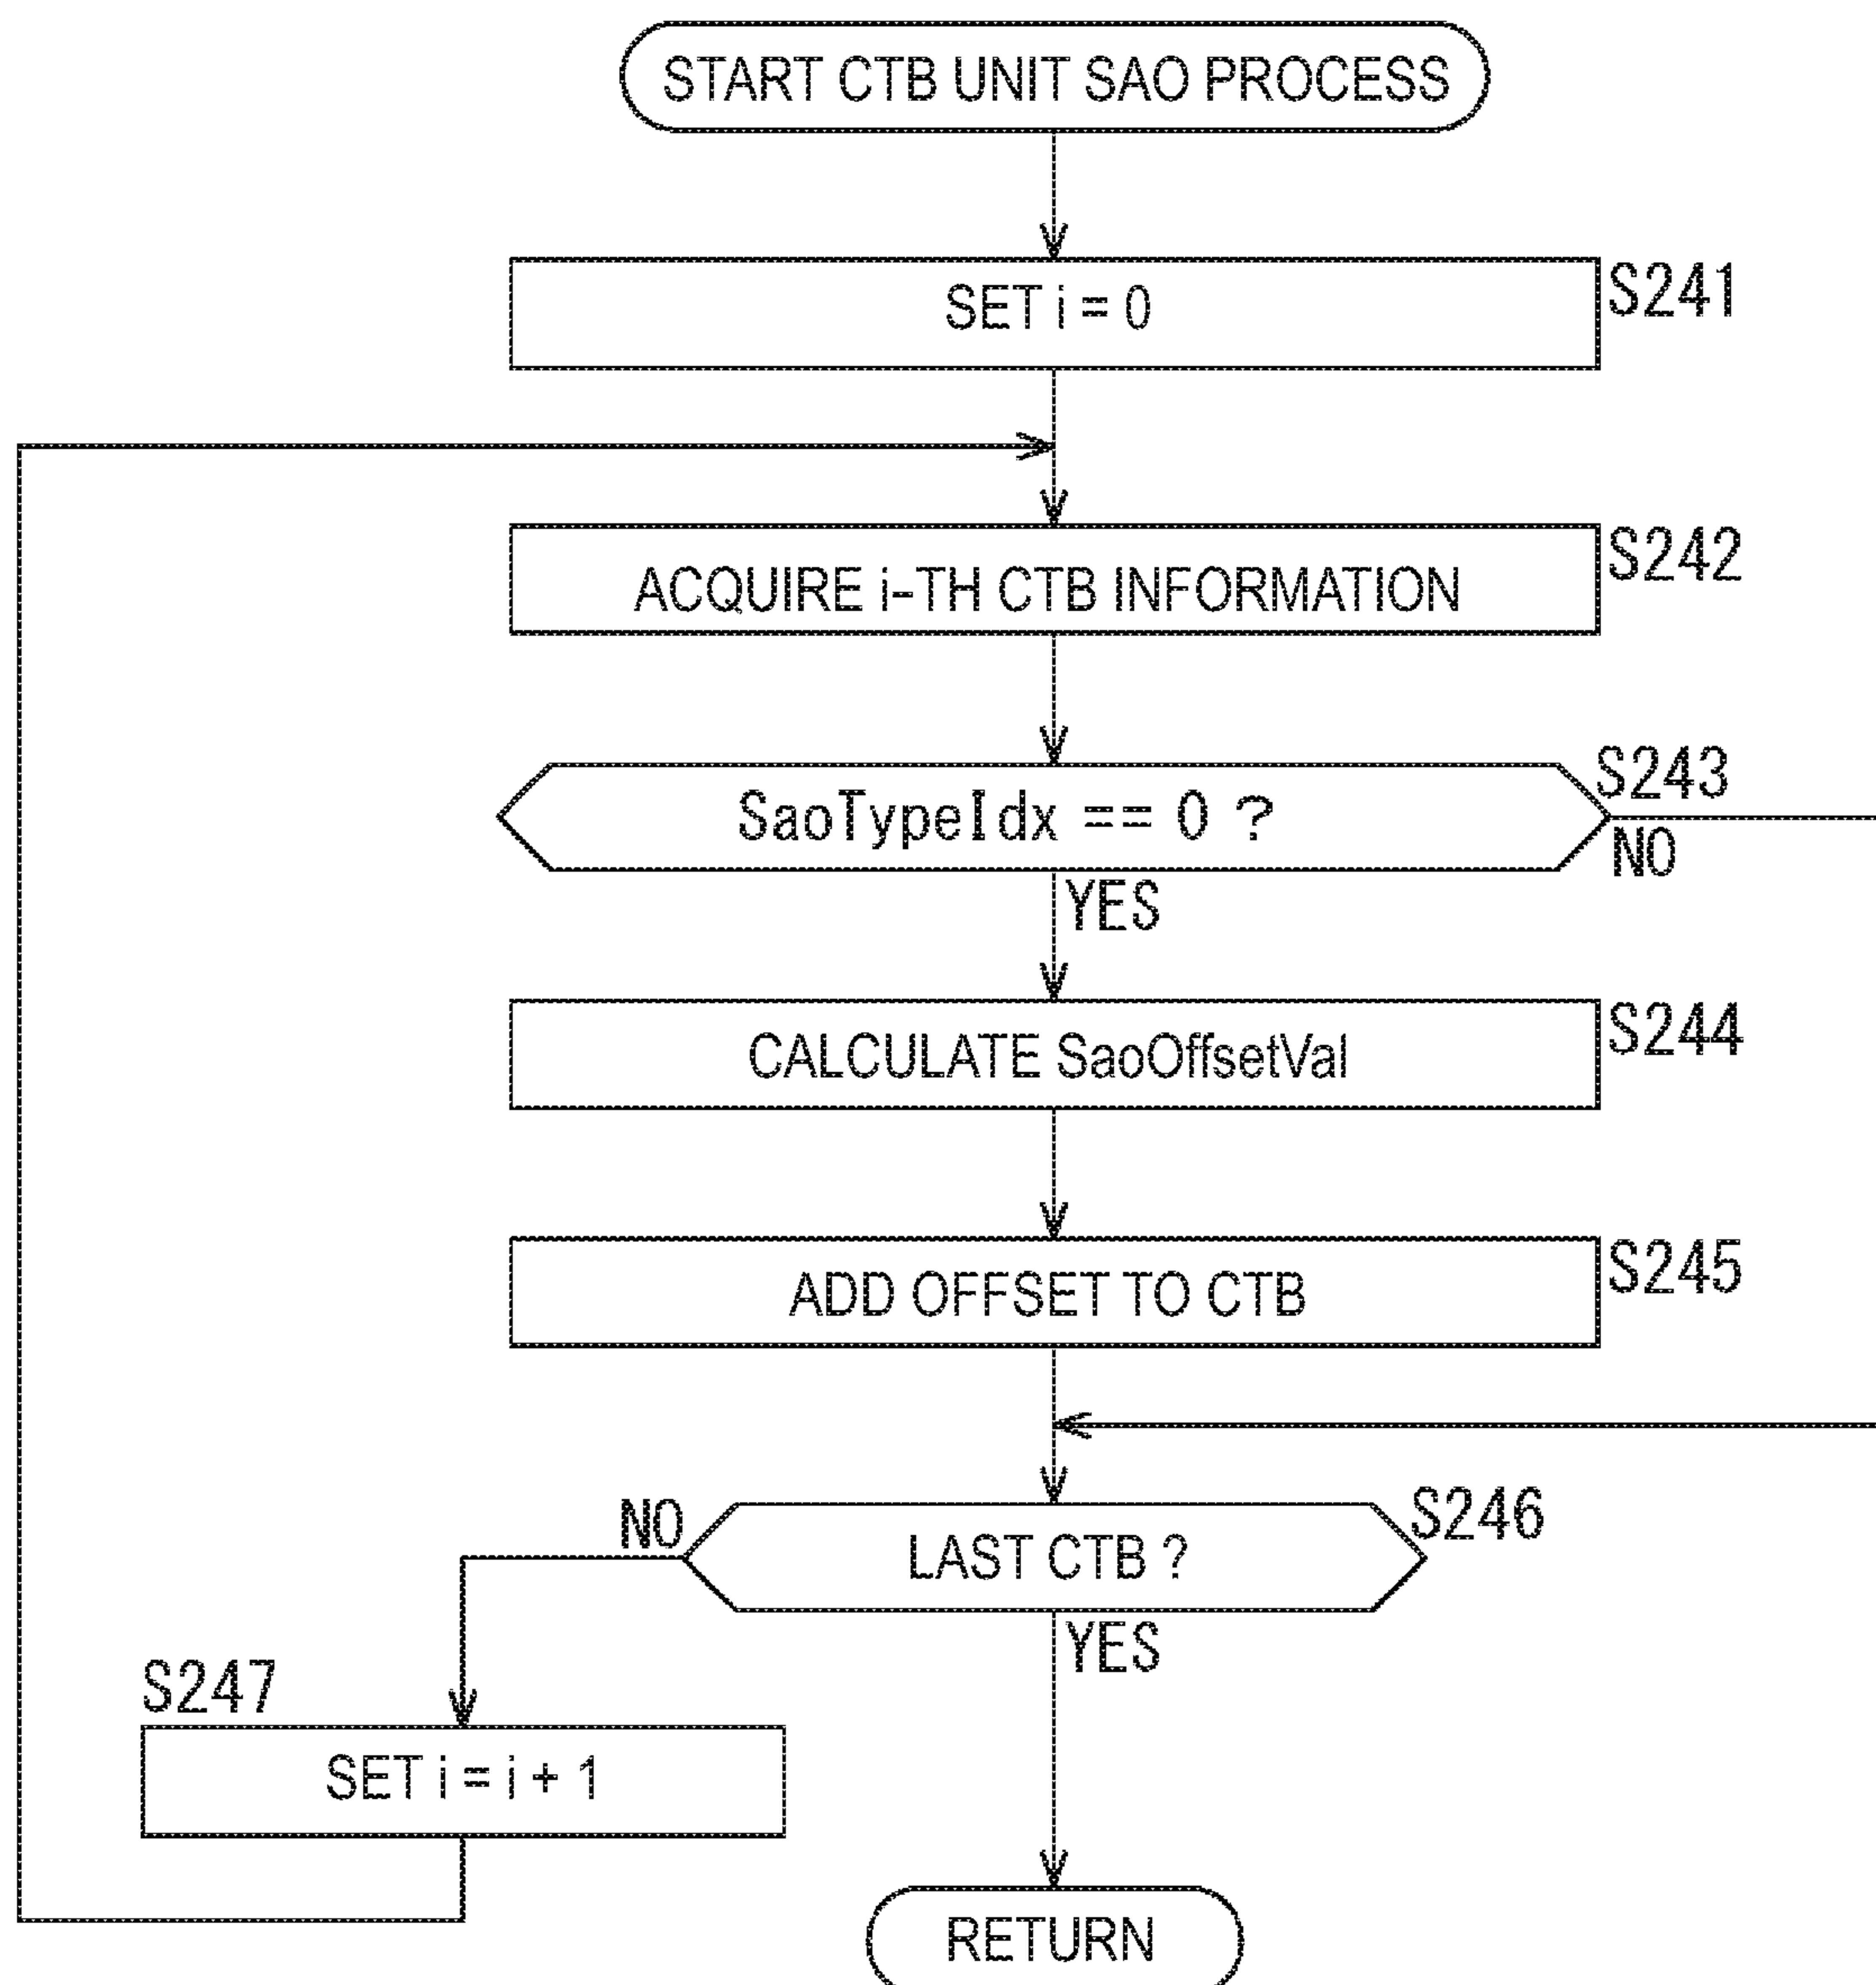 START CTB UNIT SAO PROCESS
SET i = 0
S241
ACQUIRE i-TH CTB INFORMATION
S242
SaoTypeIdx == 0 ?
S243
NO
YES
CALCULATE SaoOffsetVal
S244
ADD OFFSET TO CTB
S245
NO
LAST CTB ?
S246
YES
S247
SET i = i + 1
RETURN